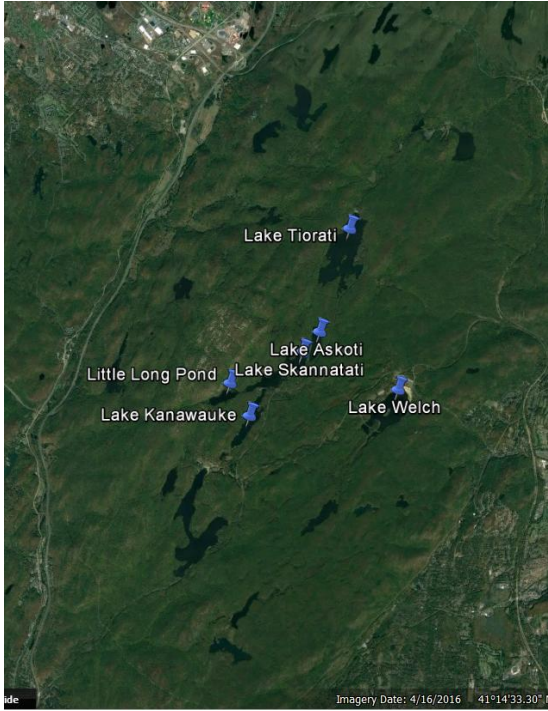 Lake Tiorati
Lake Askoti
Lake Skannatati
Little Long Pond
Lake Welch
Lake Kanawauke
ide
Imagery Date: 4/16/2016 41°14'33.30" N